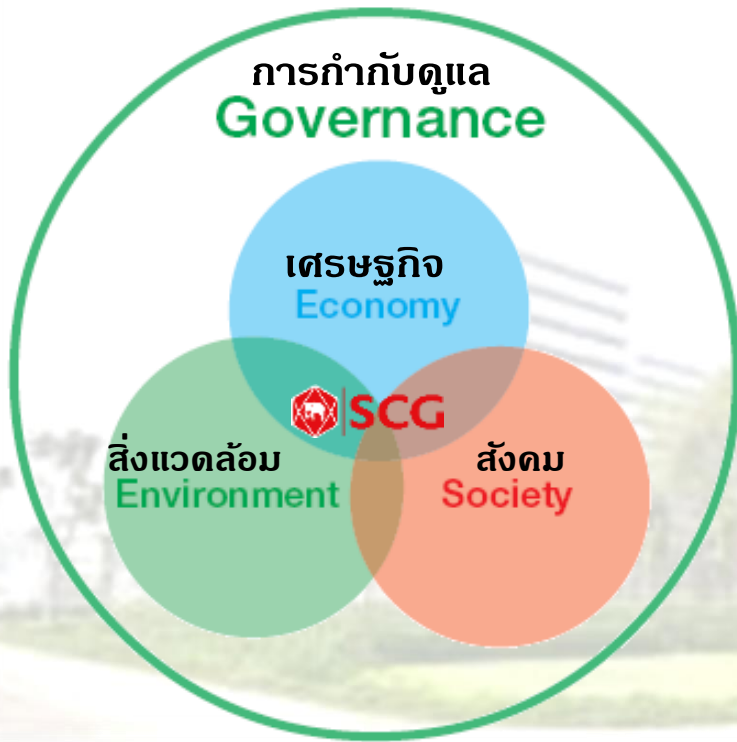 การกำกับดูแล
Governance
เศรษฐกิจ
Economy
SCG
สิ่งแวดล้อม
Environment
สังคม
Society